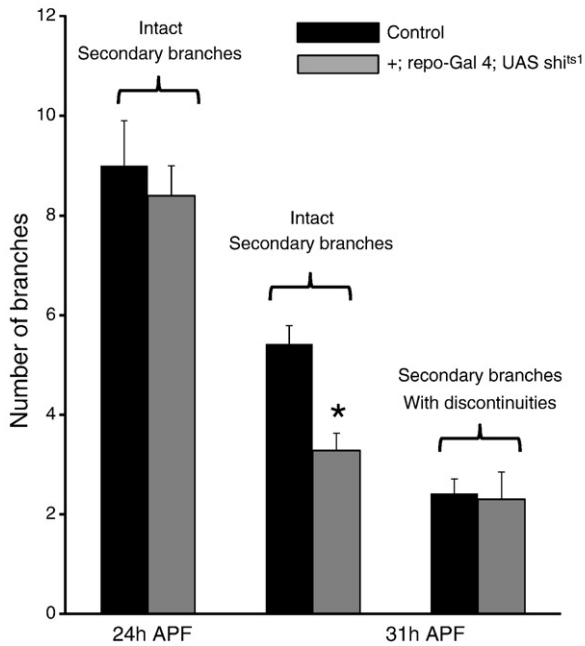 12
10
8
6
4
2
0
Number of branches
Intact
Secondary branches
Control
+; repo-Gal 4; UAS shi^ts1
Intact
Secondary branches
*
Secondary branches
With discontinuities
24h APF
31h APF